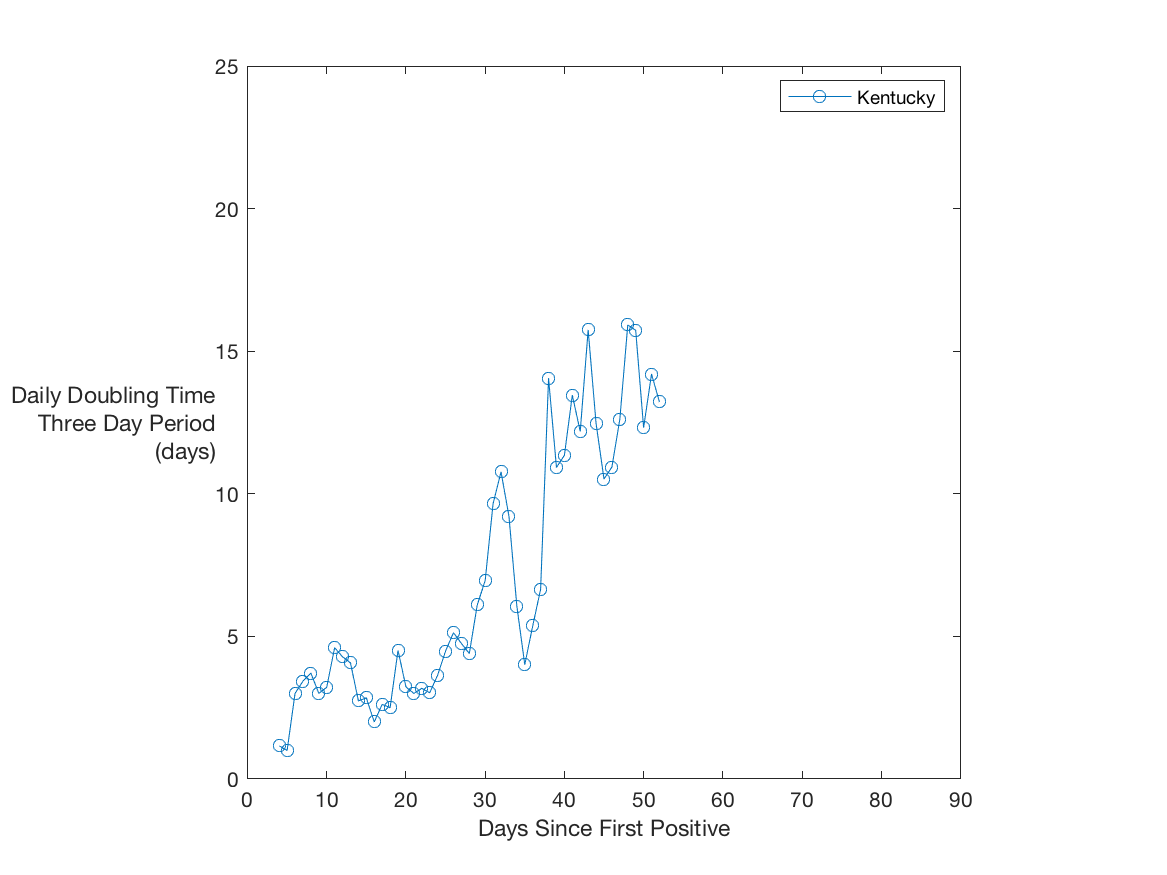 25
Kentucky
20
15
Daily Doubling Time
Three Day Period
(days)
10
5
0
0 10 20 30 40 50 60 70 80 90
Days Since First Positive